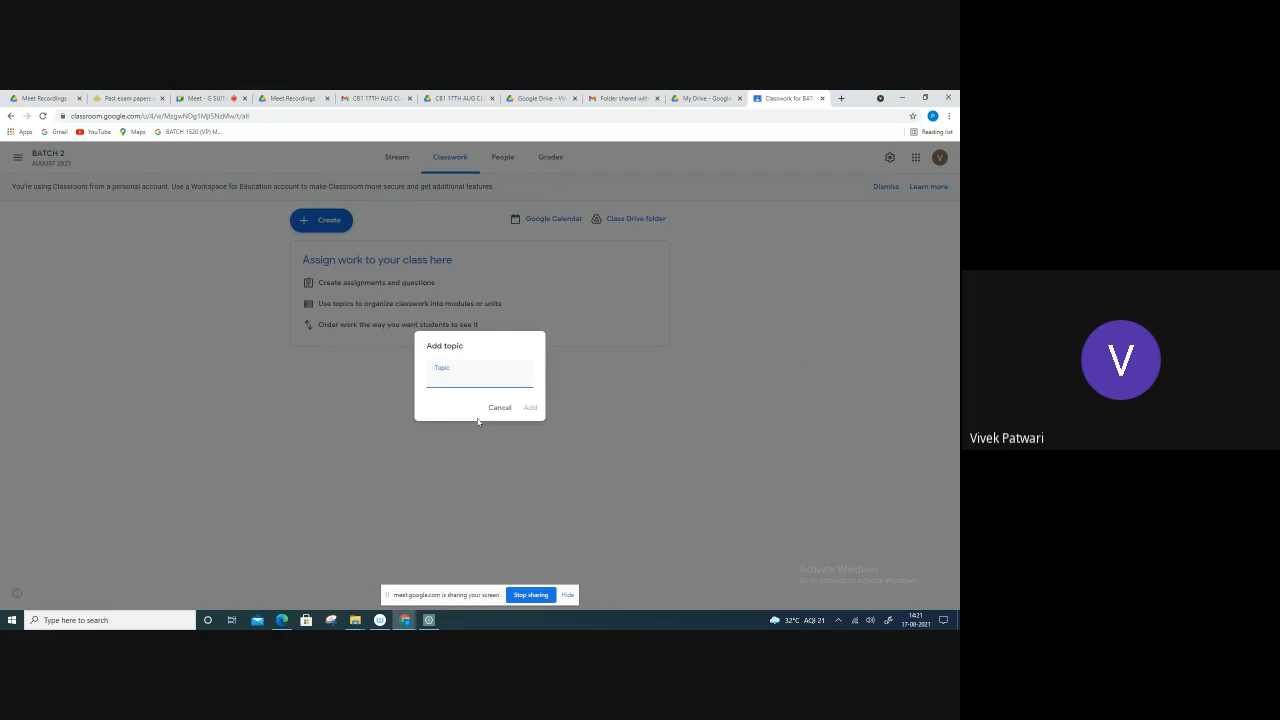 Meet Recordings -
Past exam papers -
Meet - G SUIT
Meet Recordings -
CB1 17TH AUG CL
CB1 17TH AUG CL
Google Drive - Vir
Folder shared with
My Drive - Google
Classwork for BATC
classroom.google.com/u/4/w/MzgwNDg1MjI5NzMw/t/all
P
Apps
Gmail
YouTube
Maps
BATCH 1520 (VP) M...
Reading list
BATCH 2
AUGUST 2021
Stream
Classwork
People
Grades
V
You're using Classroom from a personal account. Use a Workspace for Education account to make Classroom more secure and get additional features.
Dismiss
Learn more
Create
Google Calendar
Class Drive folder
Assign work to your class here
Create assignments and questions
Use topics to organize classwork into modules or units
Order work the way you want students to see it
Add topic
Topic
Cancel
Add
V
Vivek Patwari
Activate Windows
Go to Settings to activate Windows.
meet.google.com is sharing your screen.
Stop sharing
Hide
Type here to search
32°C AQI 21
14:21
17-08-2021